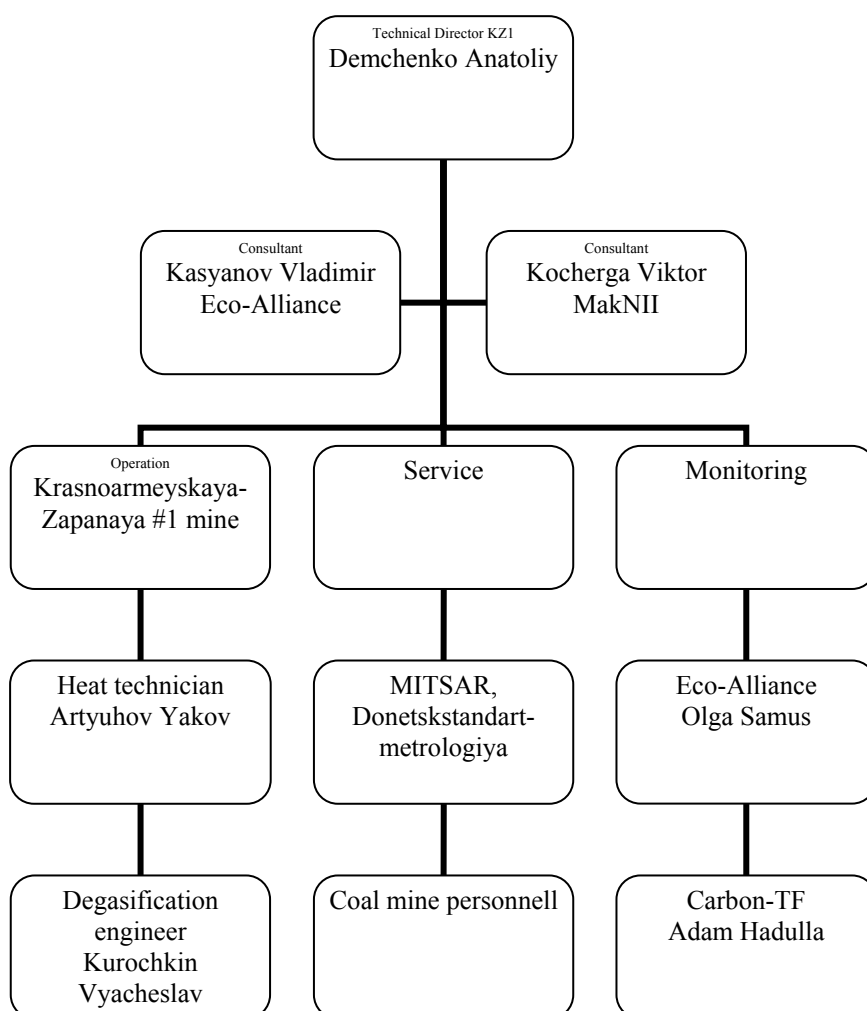 Technical Director KZ1
Demchenko Anatoliy
Consultant
Kasyanov Vladimir
Eco-Alliance
Consultant
Kocherga Viktor
MakNII
Operation
Krasnoarmeyskaya-
Zapanaya #1 mine
Service
Monitoring
Heat technician
Artyuhov Yakov
MITSAR,
Donetskstandart-
metrologiya
Eco-Alliance
Olga Samus
Degasification
engineer
Kurochkin
Vyacheslav
Coal mine personnell
Carbon-TF
Adam Hadulla